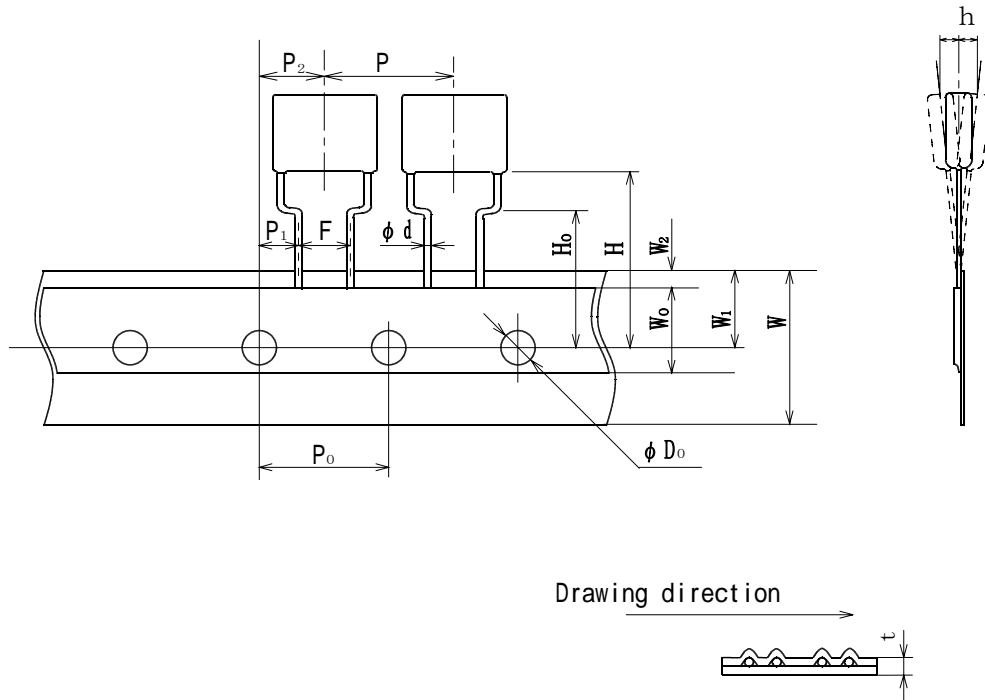 h
P₂
P
P₁
F
φd
H₀
H
W₂
W₀
W₁
W
P₀
φD₀
Drawing direction
t